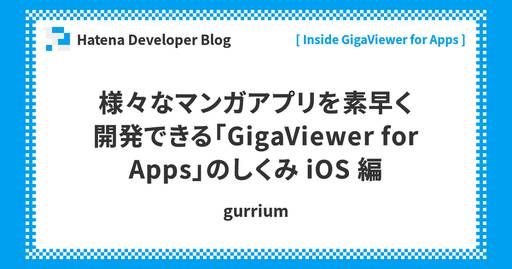 Hatena Developer Blog
[ Inside GigaViewer for Apps ]
様々なマンガアプリを素早く
開発できる「GigaViewer for
Apps」のしくみ iOS 編
gurrium